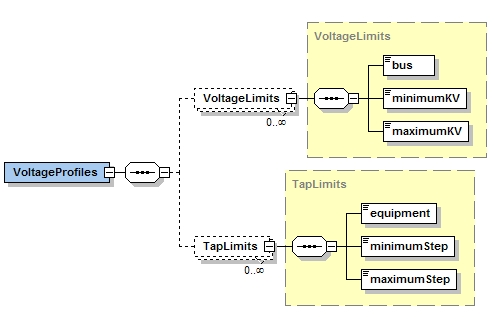 VoltageLimits
bus
VoltageLimits
minimumKV
0..∞
maximumKV
VoltageProfiles
TapLimits
equipment
TapLimits
minimumStep
0..∞
maximumStep